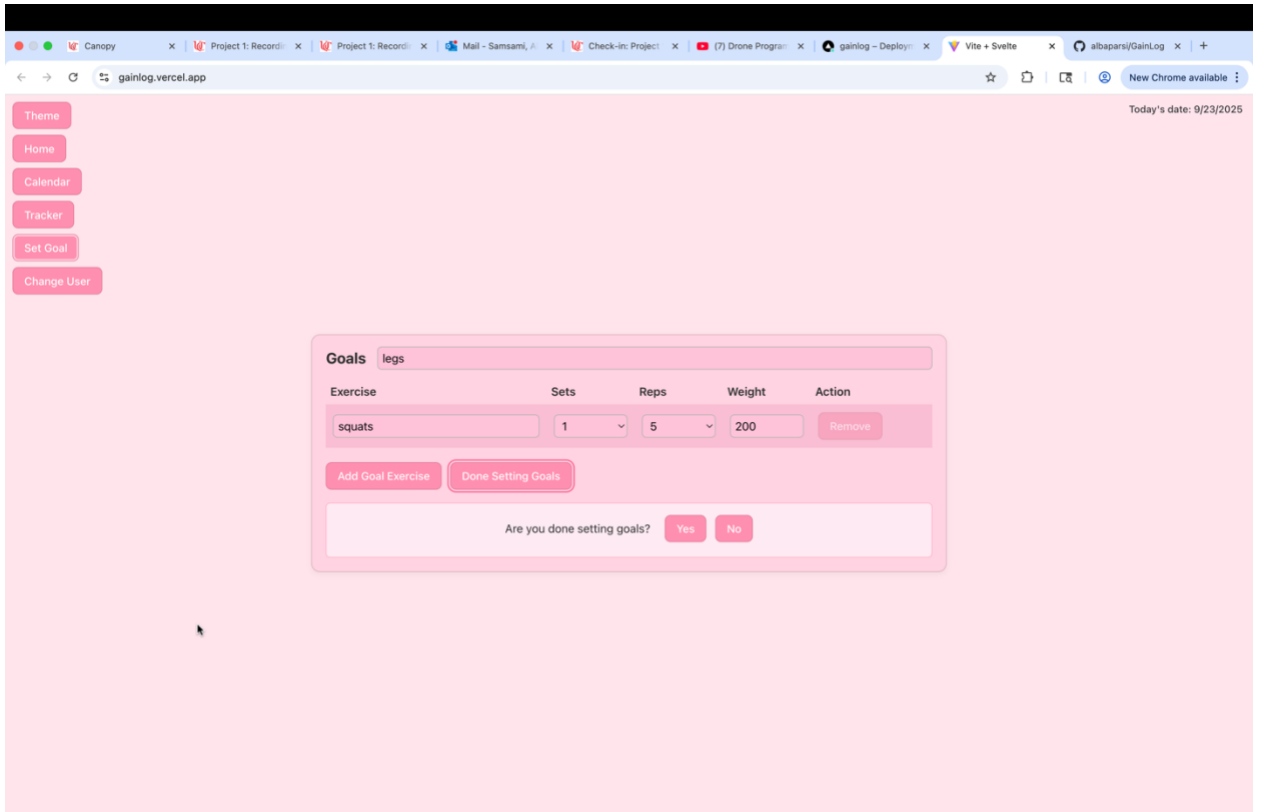 Canopy
Project 1: Recordi
Project 1: Recordi
Mail - Samsami, A
Check-in: Project
(7) Drone Program
gainlog – Deploym
Vite + Svelte
albaparsi/GainLog
gainlog.vercel.app
New Chrome available
Theme
Today's date: 9/23/2025
Home
Calendar
Tracker
Set Goal
Change User
Goals legs
Exercise Sets Reps Weight Action
squats 1 5 200 Remove
Add Goal Exercise Done Setting Goals
Are you done setting goals? Yes No